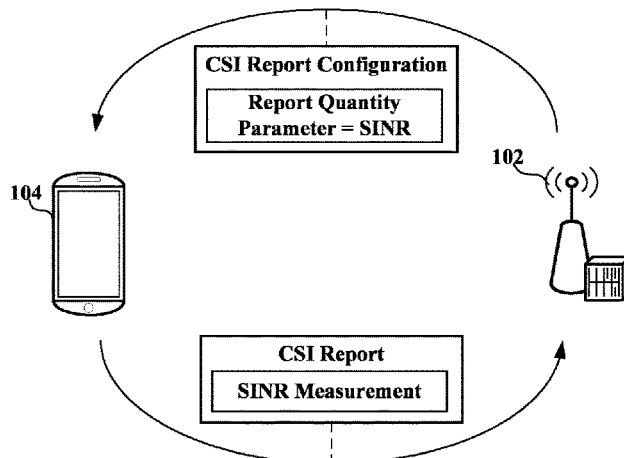 CSI Report Configuration
Report Quantity
Parameter = SINR
102
104
CSI Report
SINR Measurement